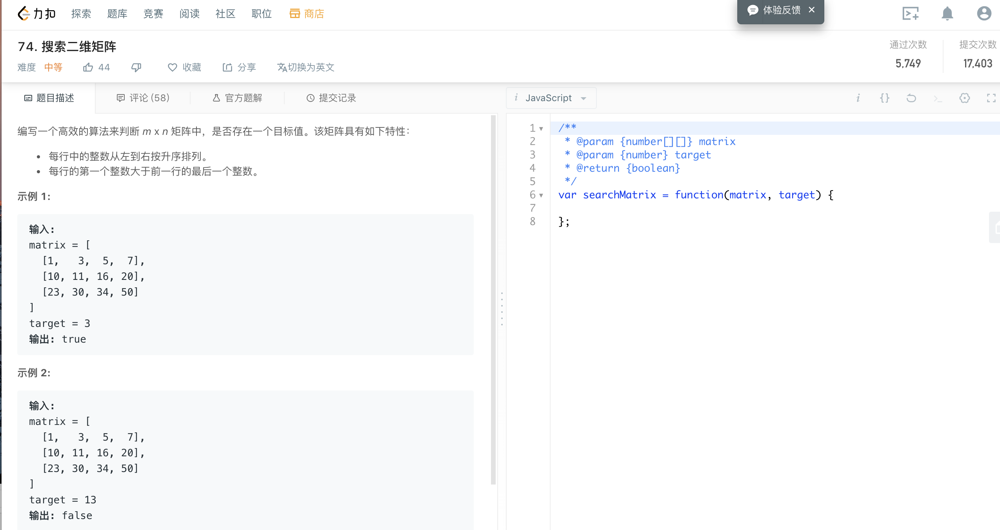 力扣 探索 题库 竞赛 阅读 社区 职位 商店 体验反馈 ×
74. 搜索二维矩阵
难度 中等 44 收藏 分享 切换为英文
通过次数 提交次数
5,749 17,403
题目描述 评论 (58) 官方题解 提交记录
编写一个高效的算法来判断 m x n 矩阵中，是否存在一个目标值。该矩阵具有如下特性：
• 每行中的整数从左到右按升序排列。
• 每行的第一个整数大于前一行的最后一个整数。
示例 1:
输入:
matrix = [
  [1,   3,  5,  7],
  [10, 11, 16, 20],
  [23, 30, 34, 50]
]
target = 3
输出: true
示例 2:
输入:
matrix = [
  [1,   3,  5,  7],
  [10, 11, 16, 20],
  [23, 30, 34, 50]
]
target = 13
输出: false
i JavaScript
i {} >_
1 /**
2  * @param {number[][]} matrix
3  * @param {number} target
4  * @return {boolean}
5  */
6 var searchMatrix = function(matrix, target) {
7
8 };